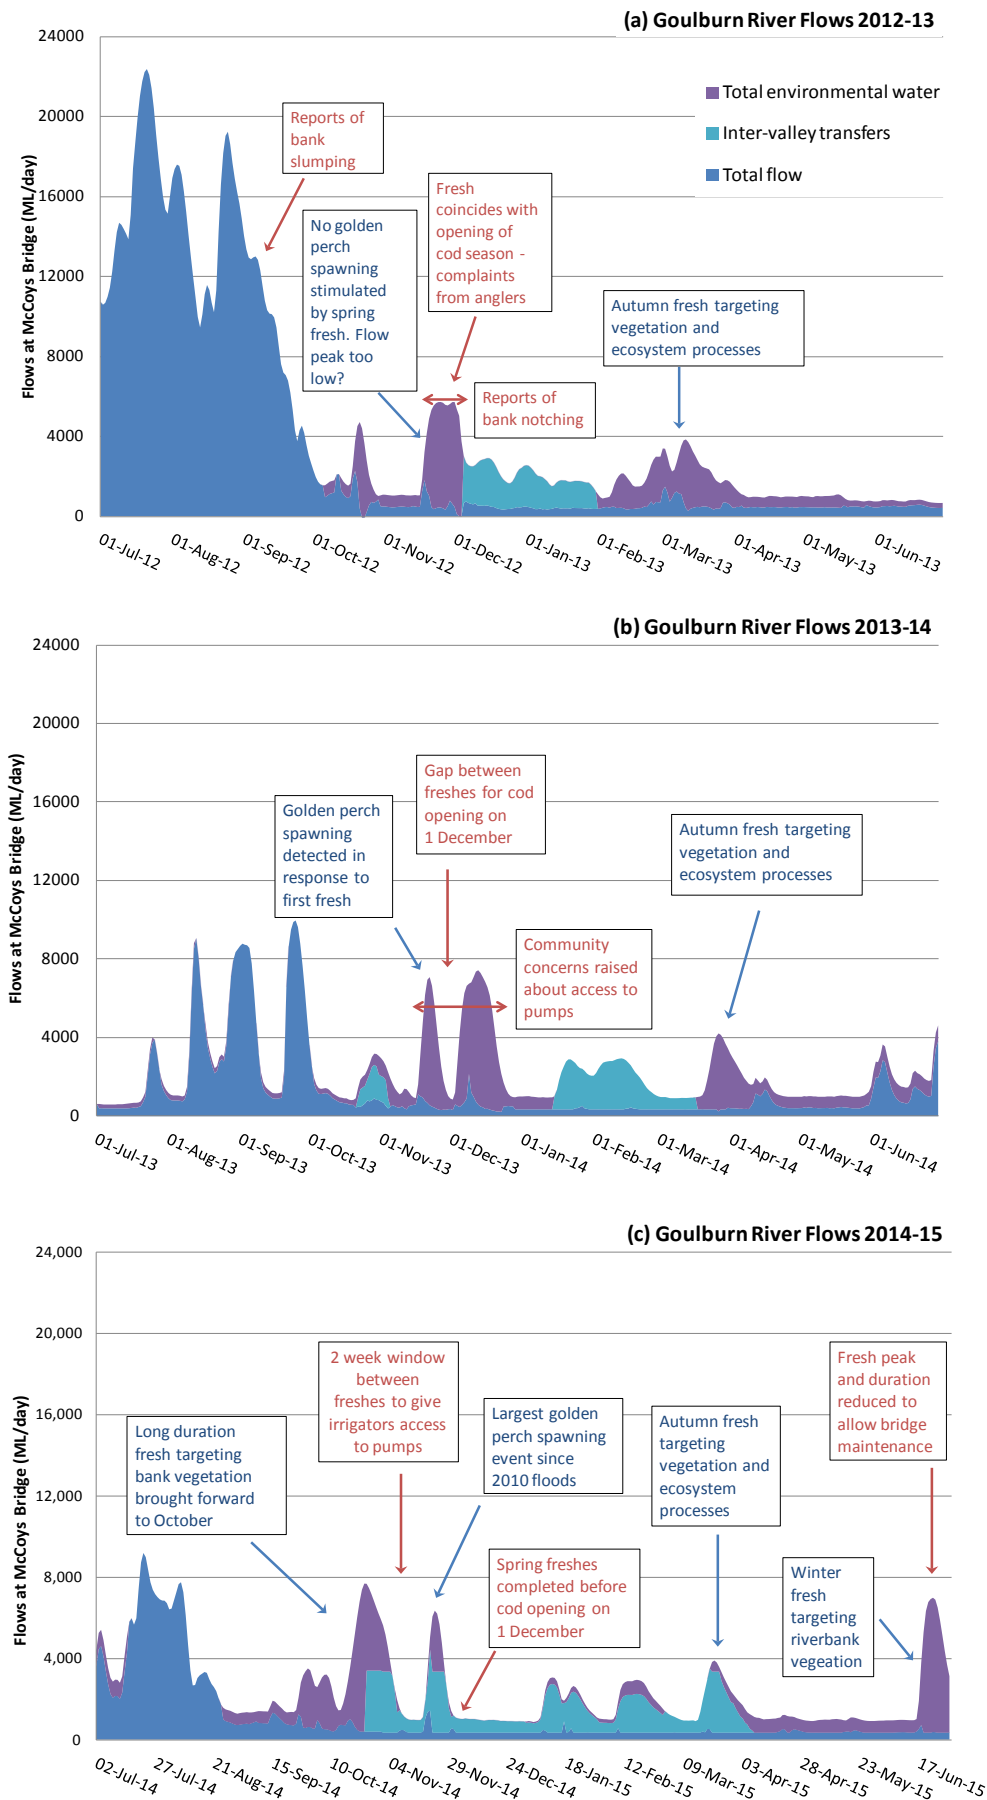 (a) Goulburn River Flows 2012-13
Flows at McCoys Bridge (ML/day)
24000
20000
16000
12000
8000
4000
0
Total environmental water
Inter-valley transfers
Total flow
Reports of
bank
slumping
No golden
perch
spawning
stimulated
by spring
fresh. Flow
peak too
low?
Fresh
coincides with
opening of
cod season -
complaints
from anglers
Reports of
bank notching
Autumn fresh targeting
vegetation and
ecosystem processes
01-Jul-12
01-Aug-12
01-Sep-12
01-Oct-12
01-Nov-12
01-Dec-12
01-Jan-13
01-Feb-13
01-Mar-13
01-Apr-13
01-May-13
01-Jun-13
(b) Goulburn River Flows 2013-14
Flows at McCoys Bridge (ML/day)
24000
20000
16000
12000
8000
4000
0
Golden perch
spawning
detected in
response to
first fresh
Gap between
freshes for cod
opening on
1 December
Community
concerns raised
about access to
pumps
Autumn fresh targeting
vegetation and
ecosystem processes
01-Jul-13
01-Aug-13
01-Sep-13
01-Oct-13
01-Nov-13
01-Dec-13
01-Jan-14
01-Feb-14
01-Mar-14
01-Apr-14
01-May-14
01-Jun-14
(c) Goulburn River Flows 2014-15
Flows at McCoys Bridge (ML/day)
24,000
20,000
16,000
12,000
8,000
4,000
0
Long duration
fresh targeting
bank vegetation
brought forward
to October
2 week window
between
freshes to give
irrigators access
to pumps
Largest golden
perch spawning
event since
2010 floods
Spring freshes
completed before
cod opening on
1 December
Autumn fresh
targeting
vegetation and
ecosystem
processes
Winter
fresh
targeting
riverbank
vegeation
Fresh peak
and duration
reduced to
allow bridge
maintenance
02-Jul-14
27-Jul-14
21-Aug-14
15-Sep-14
10-Oct-14
04-Nov-14
29-Nov-14
24-Dec-14
18-Jan-15
12-Feb-15
09-Mar-15
03-Apr-15
28-Apr-15
23-May-15
17-Jun-15